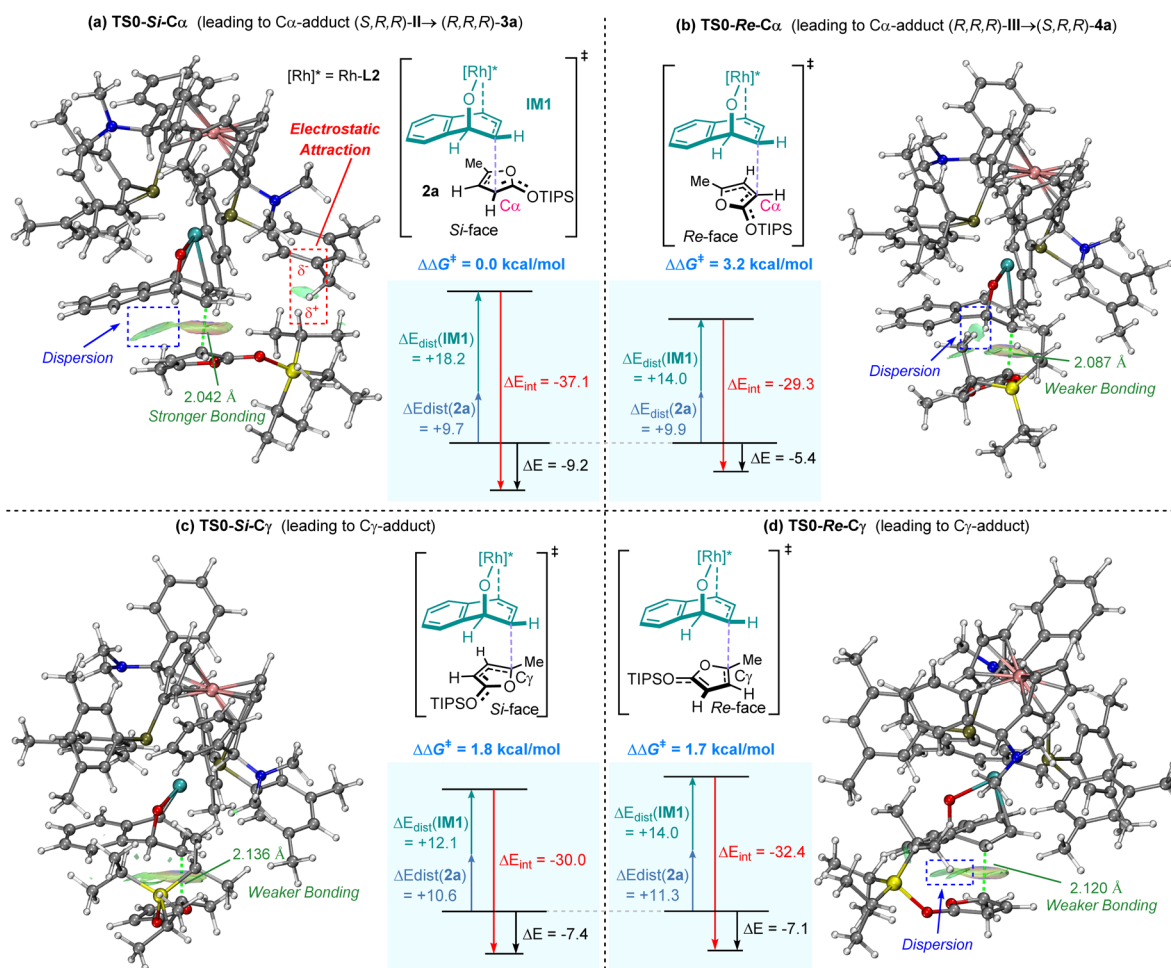 (a) TS0-Si-Cα (leading to Cα-adduct (S,R,R)-II→ (R,R,R)-3a)
[Rh]* = Rh-L2
Electrostatic
Attraction
δ-
δ+
Dispersion
2.042 Å
Stronger Bonding
‡
[Rh]*
O
IM1
H
H
Me
O
2a
H
OTIPS
H
Cα
Si-face
ΔΔG‡ = 0.0 kcal/mol
ΔEdist(IM1)
= +18.2
ΔEint = -37.1
ΔEdist(2a)
= +9.7
ΔE = -9.2
(b) TS0-Re-Cα (leading to Cα-adduct (R,R,R)-III→(S,R,R)-4a)
‡
[Rh]*
O
H
H
H
Me
H
O
Cα
OTIPS
Re-face
ΔΔG‡ = 3.2 kcal/mol
ΔEdist(IM1)
= +14.0
ΔEint = -29.3
ΔEdist(2a)
= +9.9
ΔE = -5.4
2.087 Å
Dispersion
Weaker Bonding
(c) TS0-Si-Cγ (leading to Cγ-adduct)
2.136 Å
Weaker Bonding
‡
[Rh]*
O
H
H
H
Me
H
O
Cγ
TIPSO
Si-face
ΔΔG‡ = 1.8 kcal/mol
ΔEdist(IM1)
= +12.1
ΔEint = -30.0
ΔEdist(2a)
= +10.6
ΔE = -7.4
(d) TS0-Re-Cγ (leading to Cγ-adduct)
‡
[Rh]*
O
H
H
O
Me
Cγ
TIPSO
H
H
Re-face
ΔΔG‡ = 1.7 kcal/mol
ΔEdist(IM1)
= +14.0
ΔEint = -32.4
ΔEdist(2a)
= +11.3
ΔE = -7.1
2.120 Å
Weaker Bonding
Dispersion